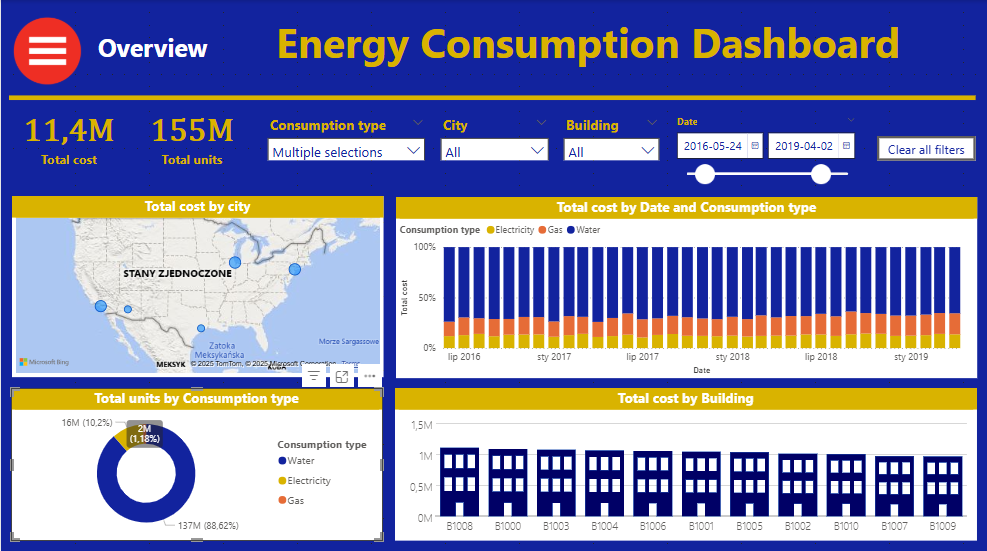 Overview
Energy Consumption Dashboard
11,4M
Total cost
155M
Total units
Consumption type
Multiple selections
City
All
Building
All
Date
2016-05-24
2019-04-02
Clear all filters
Total cost by city
STANY ZJEDNOCZONE
Zatoka
Meksykańska
Morze Sargassowe
MEKSYK
KUBA
Microsoft Bing
© 2025 TomTom, © 2025 Microsoft Corporation Terms
Total cost by Date and Consumption type
Consumption type Electricity Gas Water
Total cost
100%
50%
0%
lip 2016 sty 2017 lip 2017 sty 2018 lip 2018 sty 2019
Date
Total units by Consumption type
16M (10,2%)
2M
(1,18%)
137M (88,62%)
Consumption type
Water
Electricity
Gas
Total cost by Building
1,5M
1M
0,5M
0M
B1008 B1000 B1003 B1004 B1006 B1001 B1005 B1002 B1010 B1007 B1009